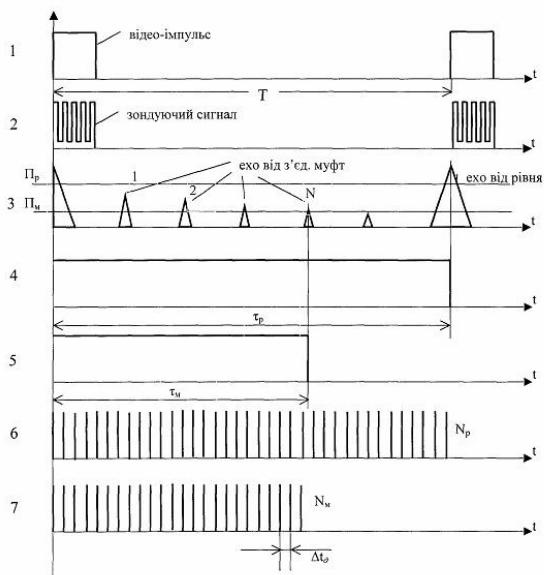 1
відео-імпульс
t
T
2
зондуючий сигнал
t
Пр
1
ехо від з’єд. муфт
ехо від рівня
3
Пм
2
N
t
4
t
τр
5
t
τм
6
Nр
t
7
Nм
t
Δt∂